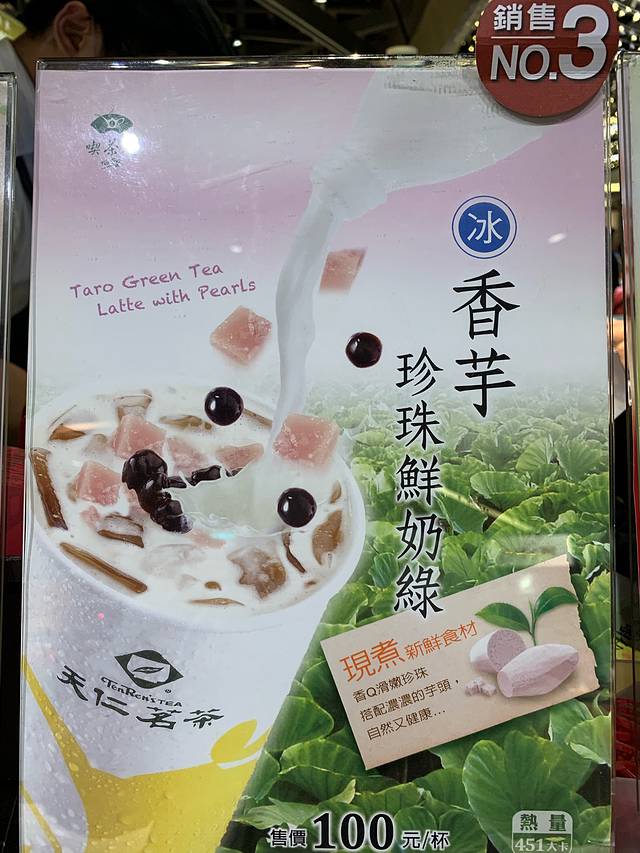 銷售
NO.3
喫茶
冰
香芋
珍珠鮮奶綠
Taro Green Tea
Latte with Pearls
現煮新鮮食材
香Q滑嫩珍珠
搭配濃濃的芋頭，
自然又健康…
TenRen's TEA
天仁茗茶
售價100元/杯
熱量
451大卡